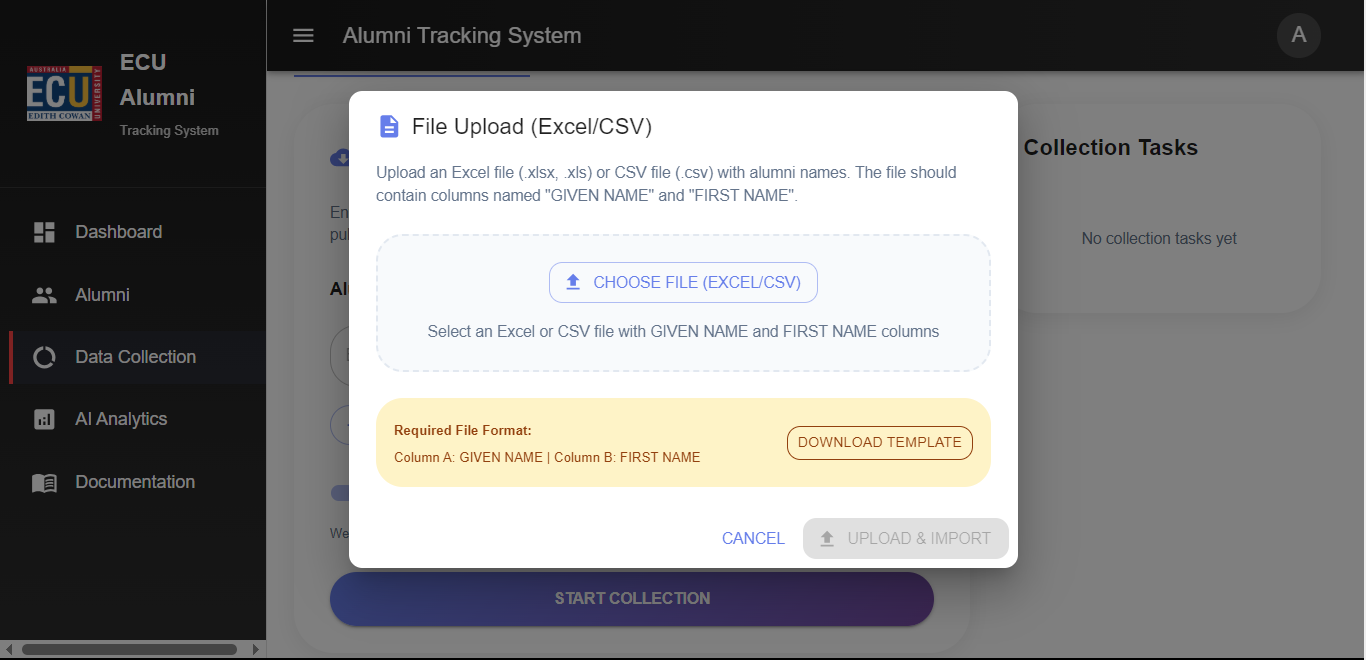 AUSTRALIA
ECU
EDITH COWAN
UNIVERSITY
ECU
Alumni
Tracking System
Dashboard
Alumni
Data Collection
AI Analytics
Documentation
Alumni Tracking System
A
File Upload (Excel/CSV)
Upload an Excel file (.xlsx, .xls) or CSV file (.csv) with alumni names. The file should
contain columns named "GIVEN NAME" and "FIRST NAME".
CHOOSE FILE (EXCEL/CSV)
Select an Excel or CSV file with GIVEN NAME and FIRST NAME columns
Required File Format:
Column A: GIVEN NAME | Column B: FIRST NAME
DOWNLOAD TEMPLATE
CANCEL
UPLOAD & IMPORT
We
START COLLECTION
Collection Tasks
No collection tasks yet